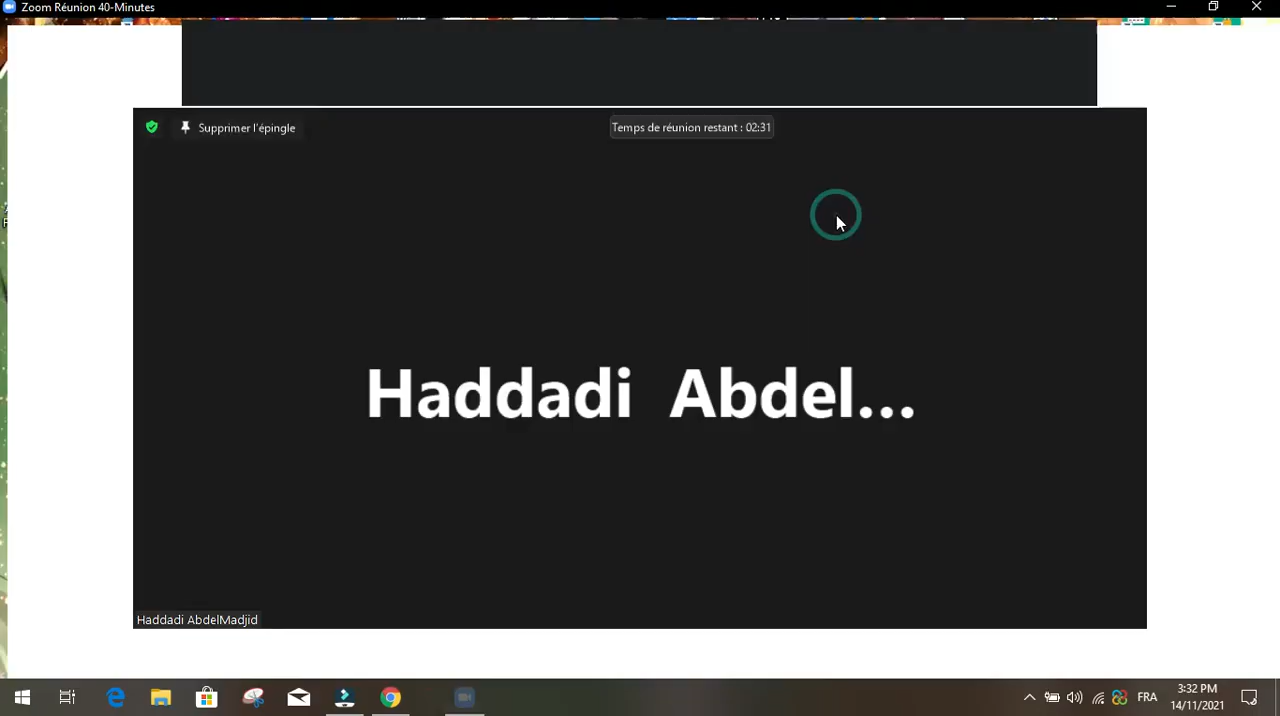 Zoom Réunion 40-Minutes
Supprimer l'épingle
Temps de réunion restant : 02:31
Haddadi Abdel...
Haddadi AbdelMadjid
FRA
3:32 PM
14/11/2021